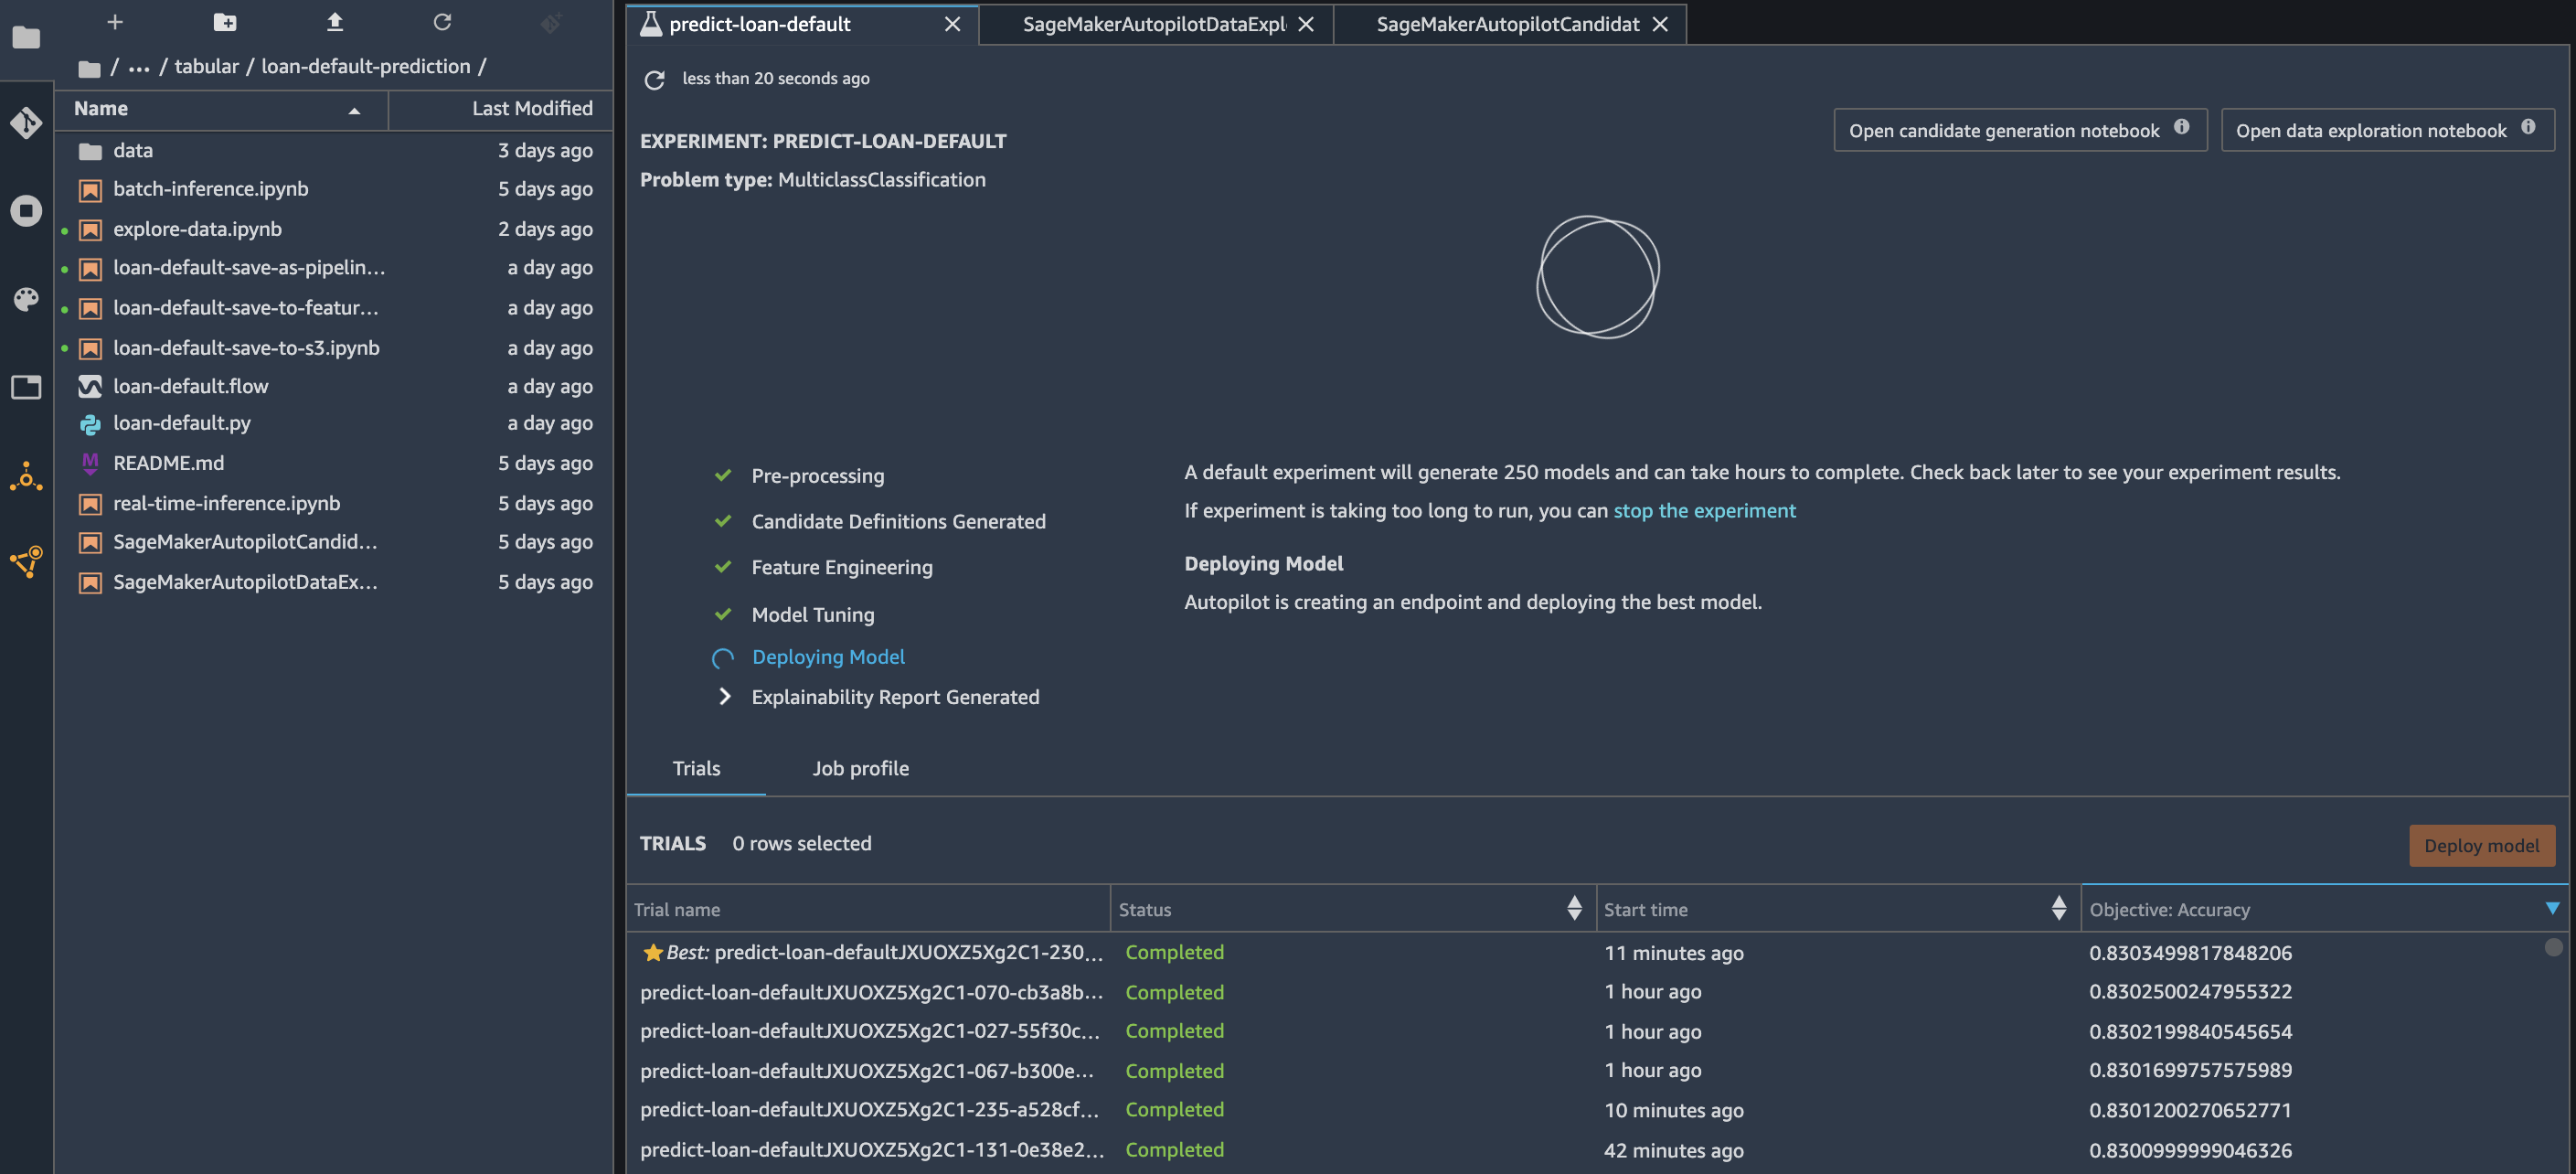 / ... / tabular / loan-default-prediction /
Name Last Modified
data 3 days ago
batch-inference.ipynb 5 days ago
explore-data.ipynb 2 days ago
loan-default-save-as-pipelin... a day ago
loan-default-save-to-featur... a day ago
loan-default-save-to-s3.ipynb a day ago
loan-default.flow a day ago
loan-default.py a day ago
README.md 5 days ago
real-time-inference.ipynb 5 days ago
SageMakerAutopilotCandid... 5 days ago
SageMakerAutopilotDataEx... 5 days ago
predict-loan-default SageMakerAutopilotDataExpl SageMakerAutopilotCandidat
less than 20 seconds ago
EXPERIMENT: PREDICT-LOAN-DEFAULT
Open candidate generation notebook Open data exploration notebook
Problem type: MulticlassClassification
Pre-processing
Candidate Definitions Generated
Feature Engineering
Model Tuning
Deploying Model
Explainability Report Generated
A default experiment will generate 250 models and can take hours to complete. Check back later to see your experiment results.
If experiment is taking too long to run, you can stop the experiment
Deploying Model
Autopilot is creating an endpoint and deploying the best model.
Trials Job profile
TRIALS 0 rows selected
Deploy model
Trial name Status Start time Objective: Accuracy
Best: predict-loan-defaultJXUOXZ5Xg2C1-230... Completed 11 minutes ago 0.8303499817848206
predict-loan-defaultJXUOXZ5Xg2C1-070-cb3a8b... Completed 1 hour ago 0.8302500247955322
predict-loan-defaultJXUOXZ5Xg2C1-027-55f30c... Completed 1 hour ago 0.8302199840545654
predict-loan-defaultJXUOXZ5Xg2C1-067-b300e... Completed 1 hour ago 0.8301699757575989
predict-loan-defaultJXUOXZ5Xg2C1-235-a528cf... Completed 10 minutes ago 0.8301200270652771
predict-loan-defaultJXUOXZ5Xg2C1-131-0e38e2... Completed 42 minutes ago 0.8300999999046326